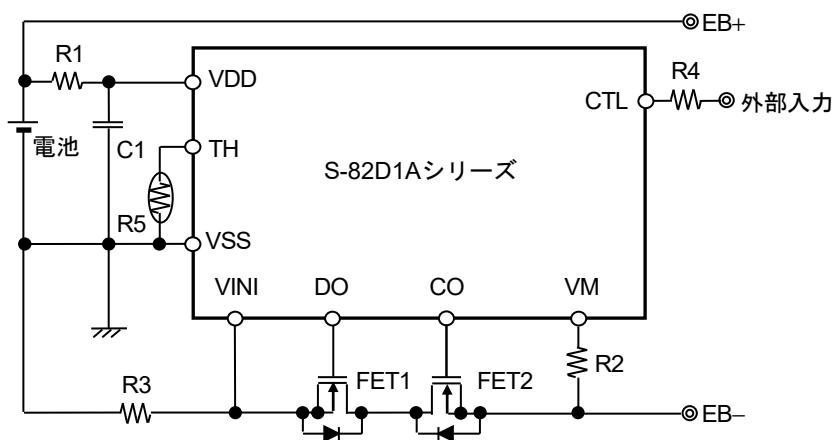 EB+
R1
VDD
R4
CTL
外部入力
電池
C1
TH
S-82D1Aシリーズ
R5
VSS
VINI
DO
CO
VM
R3
FET1
FET2
R2
EB−